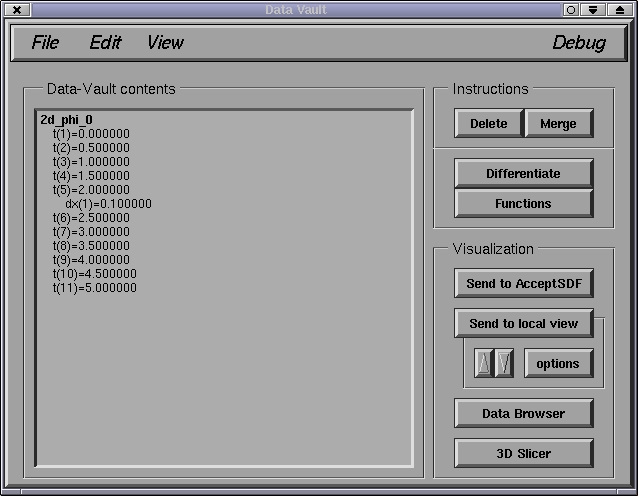 Data Vault
File Edit View Debug
Data-Vault contents
2d_phi_0
t(1)=0.000000
t(2)=0.500000
t(3)=1.000000
t(4)=1.500000
t(5)=2.000000
dx(1)=0.100000
t(6)=2.500000
t(7)=3.000000
t(8)=3.500000
t(9)=4.000000
t(10)=4.500000
t(11)=5.000000
Instructions
Delete Merge
Differentiate
Functions
Visualization
Send to AcceptSDF
Send to local view
options
Data Browser
3D Slicer